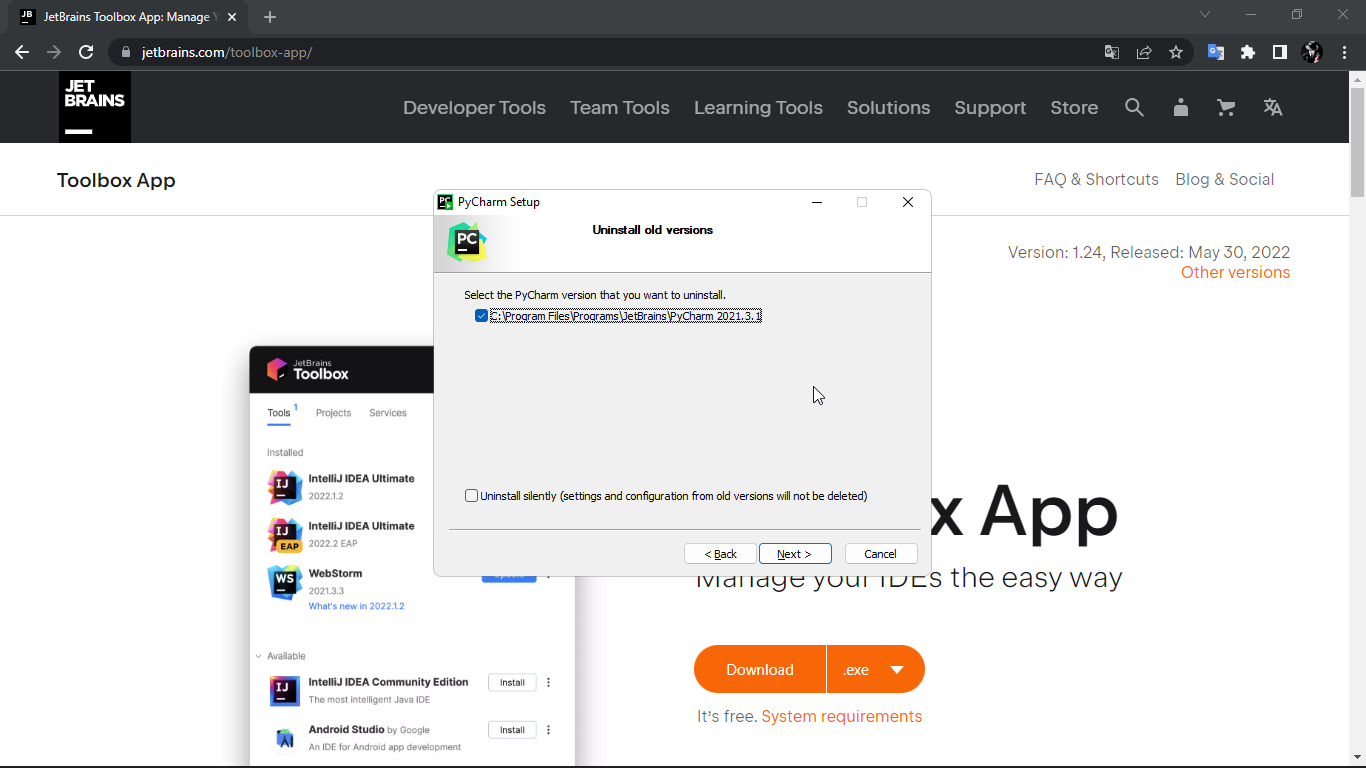 JetBrains Toolbox App: Manage Y
jetbrains.com/toolbox-app/
JET
BRAINS
Developer Tools
Team Tools
Learning Tools
Solutions
Support
Store
Toolbox App
FAQ & Shortcuts
Blog & Social
Version: 1.24, Released: May 30, 2022
Other versions
PyCharm Setup
PC
Uninstall old versions
Select the PyCharm version that you want to uninstall.
C:\Program Files\Programs\JetBrains\PyCharm 2021.3.1
Uninstall silently (settings and configuration from old versions will not be deleted)
< Back
Next >
Cancel
JetBrains
Toolbox
Tools 1
Projects
Services
Installed
IJ
IntelliJ IDEA Ultimate
2022.1.2
IJ
EAP
IntelliJ IDEA Ultimate
2022.2 EAP
WS
WebStorm
2021.3.3
What's new in 2022.1.2
Available
IJ
IntelliJ IDEA Community Edition
The most intelligent Java IDE
Install
Android Studio by Google
An IDE for Android app development
Install
x App
Manage your IDEs the easy way
Download
.exe
It's free. System requirements